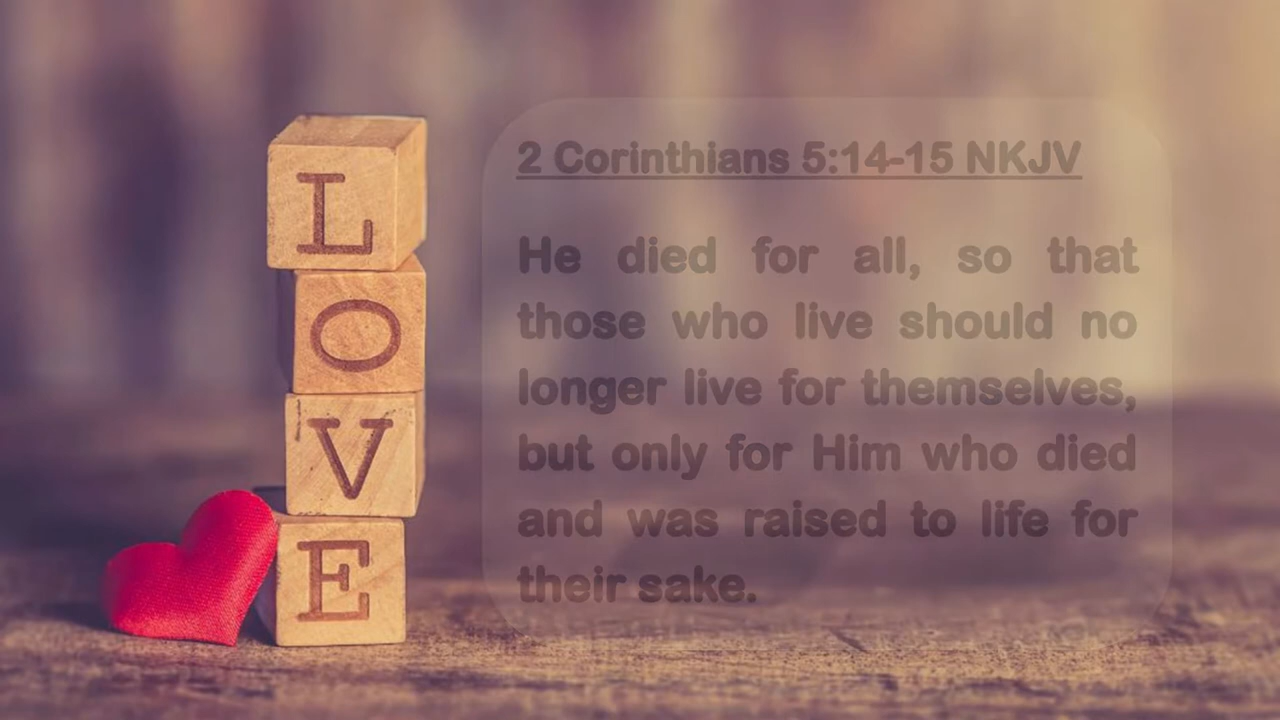 L
O
V
E
2 Corinthians 5:14-15 NKJV
He died for all, so that
those who live should no
longer live for themselves,
but only for Him who died
and was raised to life for
their sake.